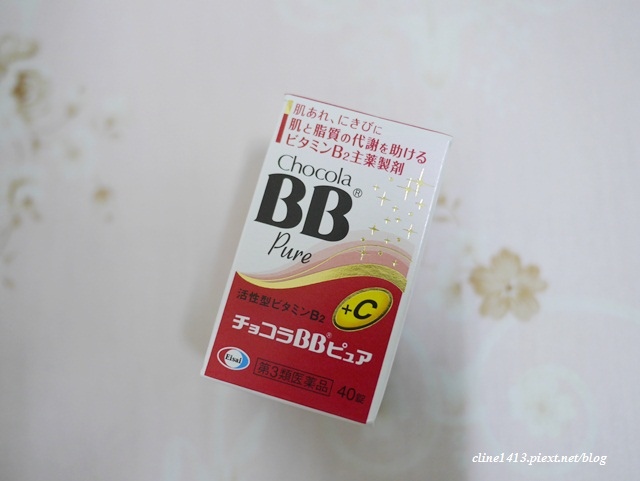 肌あれ、にきびに
肌と脂質の代謝を助ける
ビタミンB2主薬製剤
Chocola
BB®
Pure
活性型ビタミンB2
+C
チョコラBB®ピュア
Eisai
第3類医薬品
40錠
cline1413.piext.net/blog